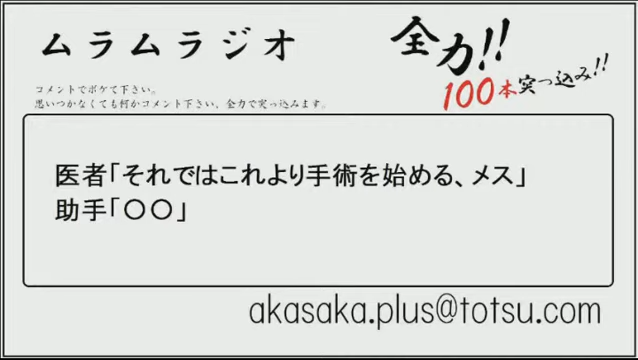 ムラムラジオ
全力!!
100本突っ込み!!
コメントでボケて下さい。
思いつかなくても何かコメント下さい、全力で突っ込みます。
医者「それではこれより手術を始める、メス」
助手「〇〇」
akasaka.plus@totsu.com